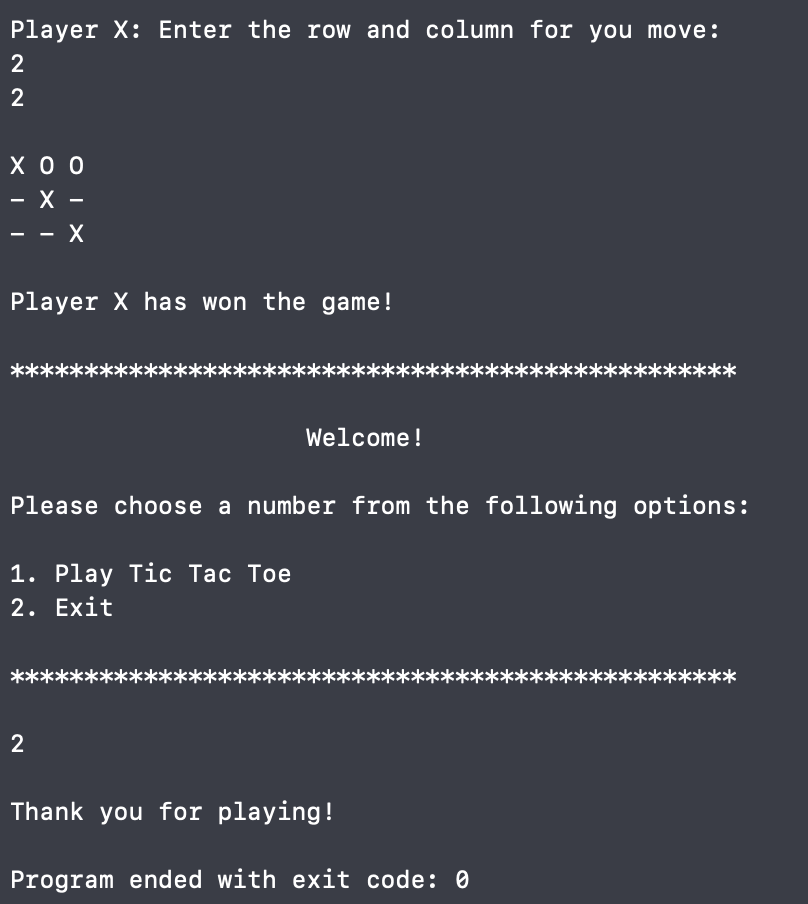 Player X: Enter the row and column for you move:
2
2
X O O
- X -
- - X
Player X has won the game!
*************************************************
Welcome!
Please choose a number from the following options:
1. Play Tic Tac Toe
2. Exit
*************************************************
2
Thank you for playing!
Program ended with exit code: 0